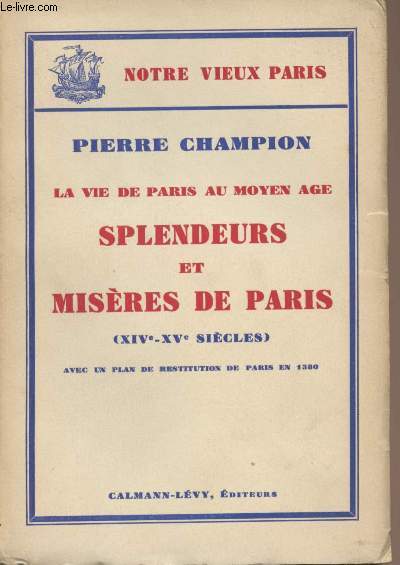 © Le-livre.com
NOTRE VIEUX PARIS
PIERRE CHAMPION
LA VIE DE PARIS AU MOYEN AGE
SPLENDEURS
ET
MISÈRES DE PARIS
(XIVe-XVe SIÈCLES)
AVEC UN PLAN DE RESTITUTION DE PARIS EN 1380
CALMANN-LÉVY, ÉDITEURS